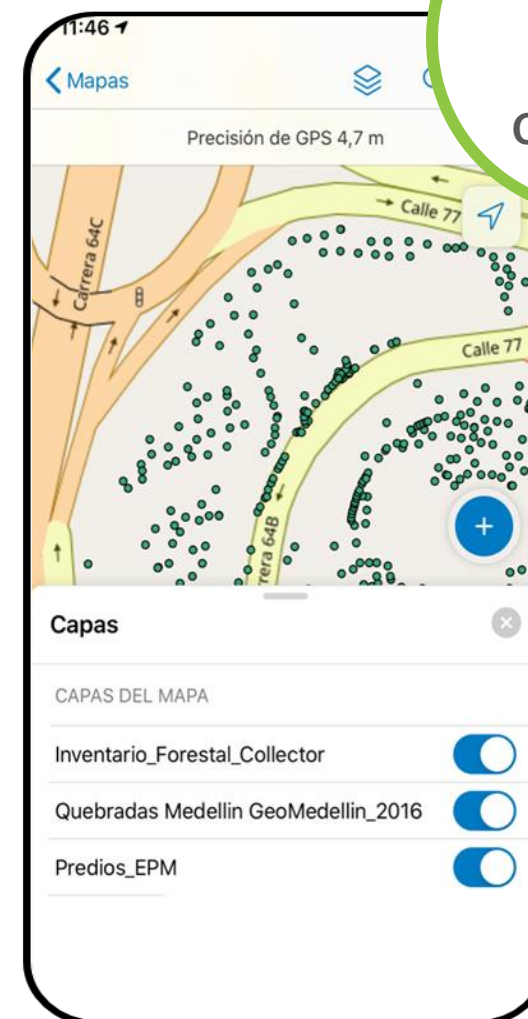 11:46
Mapas
Precisión de GPS 4,7 m
Calle 77
Carrera 64C
Calle 77
rera 64B
Capas
CAPAS DEL MAPA
Inventario_Forestal_Collector
Quebradas Medellin GeoMedellin_2016
Predios_EPM